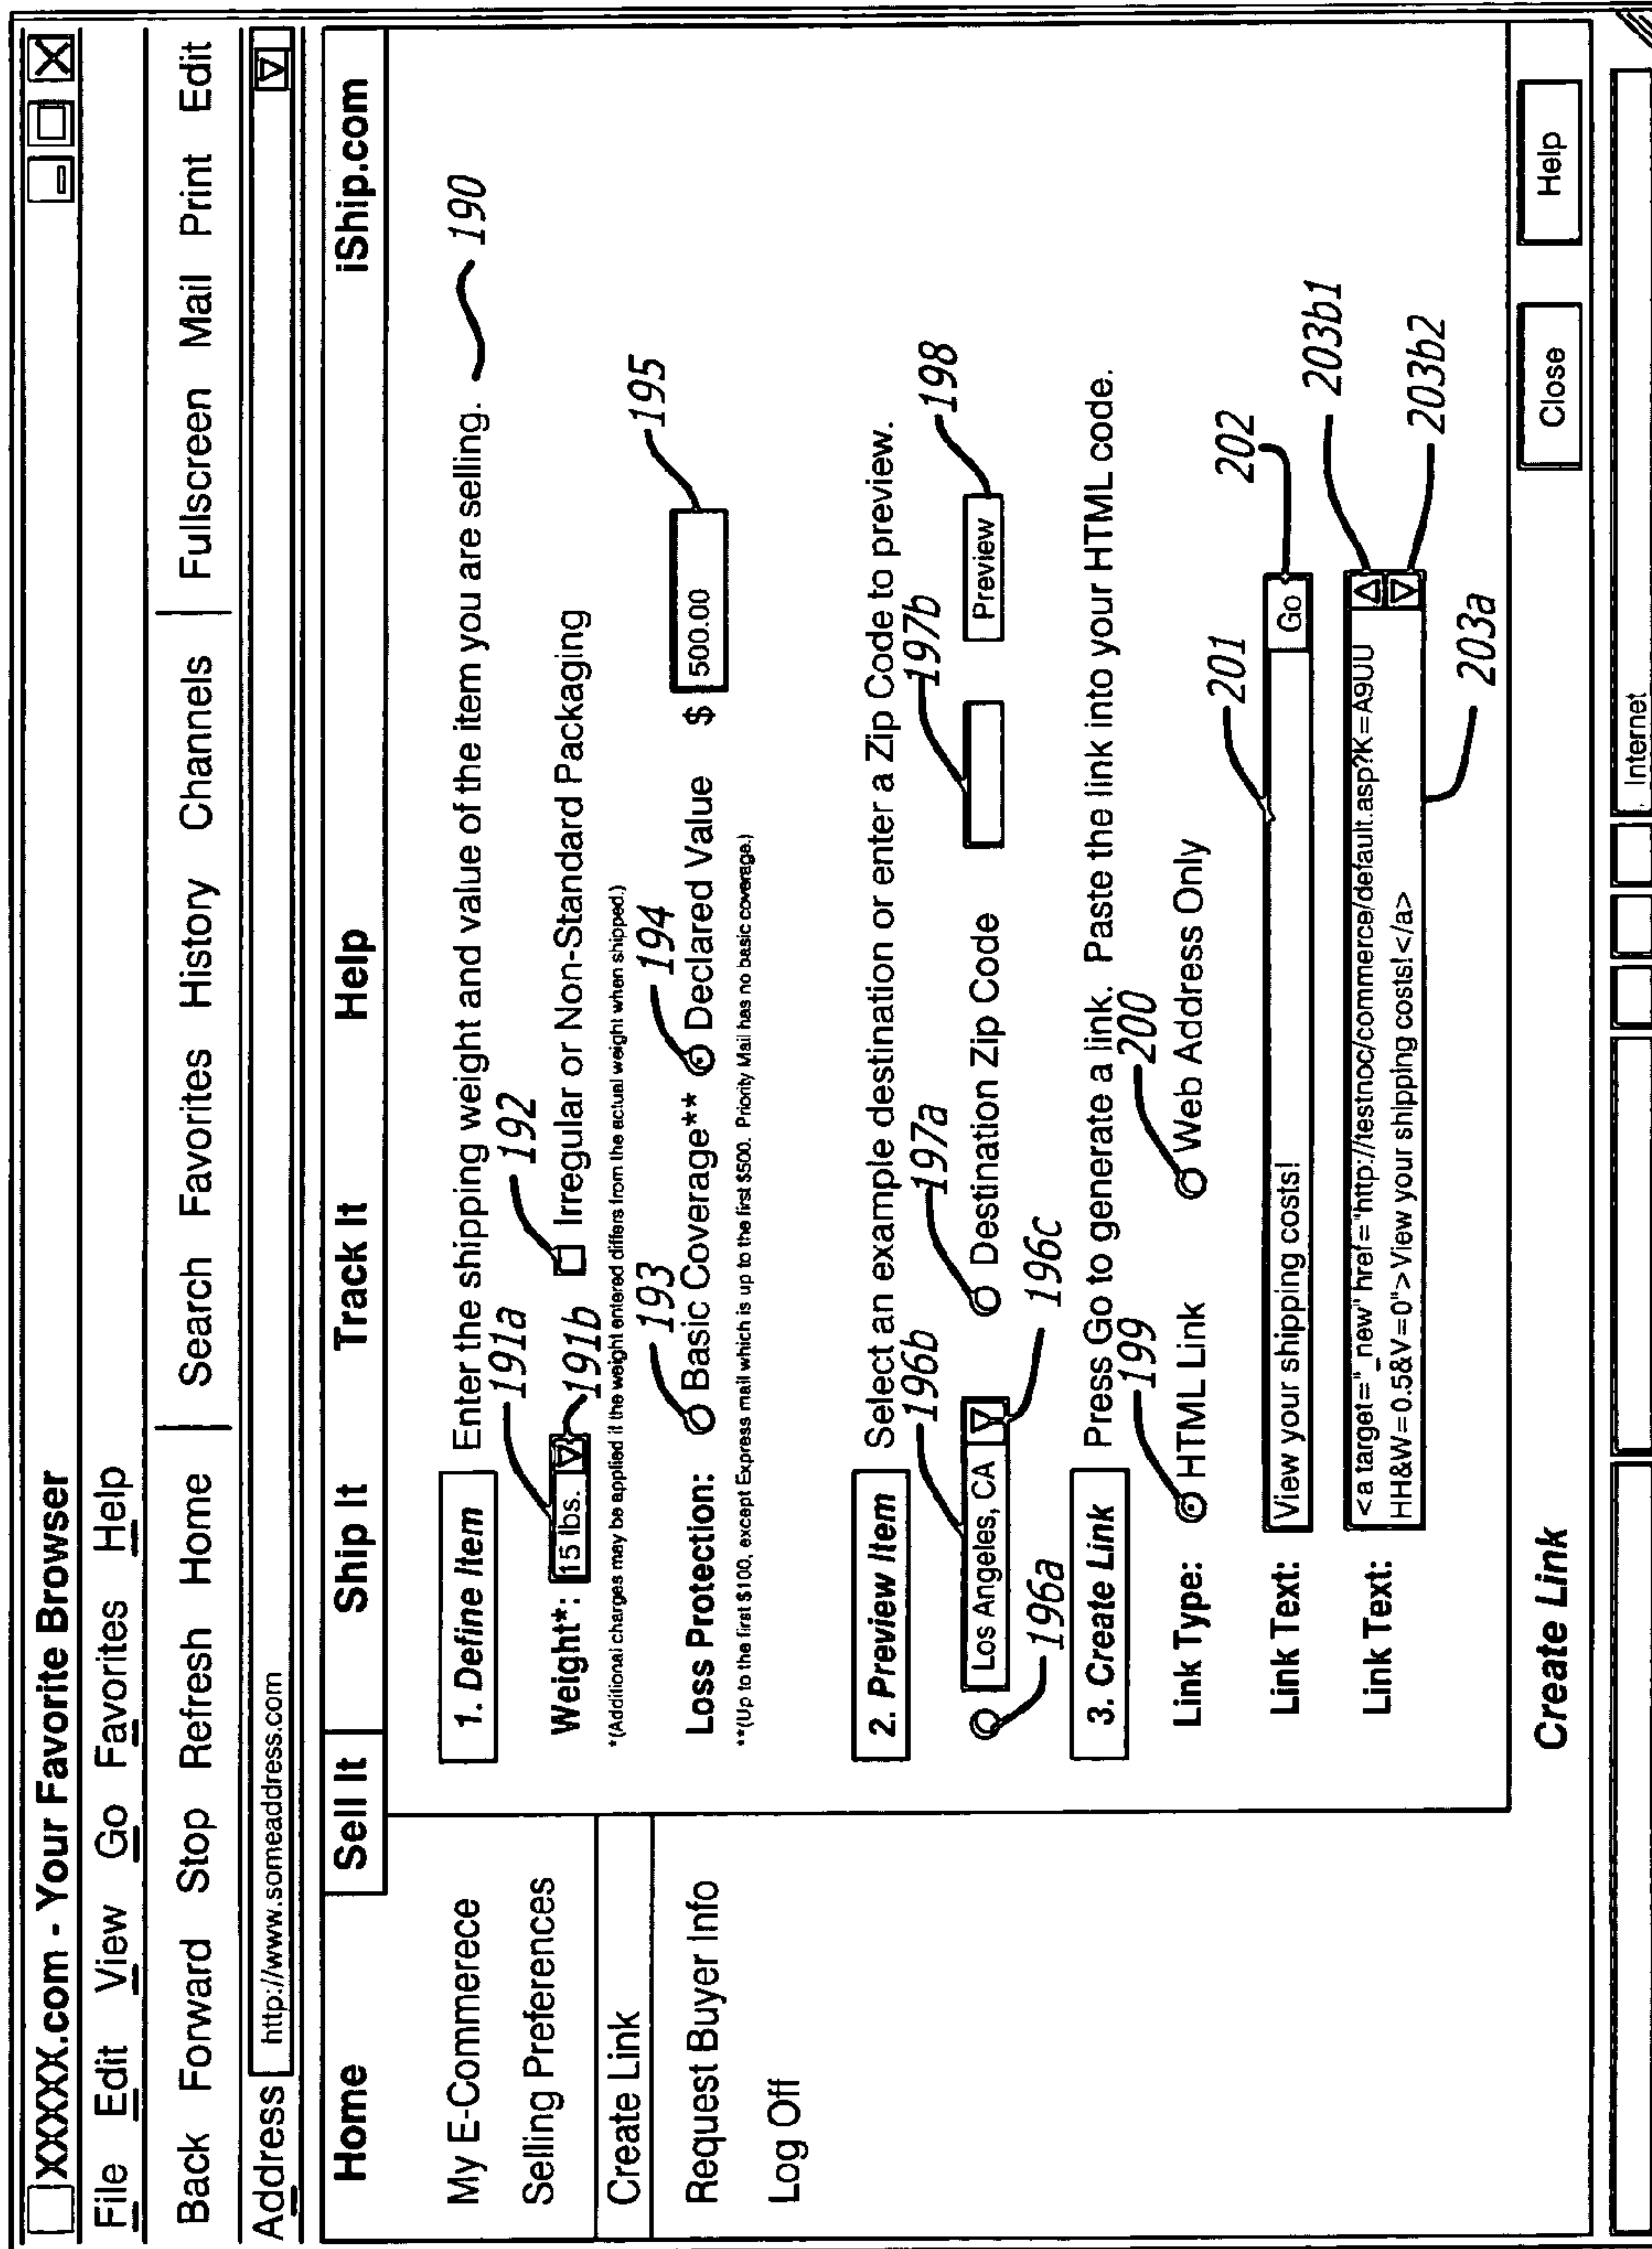 XXXXX.com - Your Favorite Browser
File Edit View Go Favorites Help
Back Forward Stop Refresh Home Search Favorites History Channels Fullscreen Mail Print Edit
Address http://www.someaddress.com
Home Sell It Ship It Track It Help iShip.com
My E-Commerece
Selling Preferences
Create Link
Request Buyer Info
Log Off
1. Define Item Enter the shipping weight and value of the item you are selling. 190
191a 192
Weight*: 15 lbs. 191b Irregular or Non-Standard Packaging
*(Additional charges may be applied if the weight entered differs from the actual weight when shipped.)
193 194 195
Loss Protection: Basic Coverage** Declared Value $ 500.00
**(Up to the first $100, except Express mail which is up to the first $500. Priority Mail has no basic coverage.)
2. Preview Item Select an example destination or enter a Zip Code to preview.
196b 197a 197b 198
Los Angeles, CA Destination Zip Code Preview
196a 196c
3. Create Link Press Go to generate a link. Paste the link into your HTML code.
199 200
Link Type: HTML Link Web Address Only
201 202
Link Text: View your shipping costs! Go
203b1
Link Text: <a target="_new" href="http://testnoc/commerce/default.asp?K=A9UU
HH&W=0.5&V=0">View your shipping costs!</a>
203b2
203a
Create Link Close Help
Internet